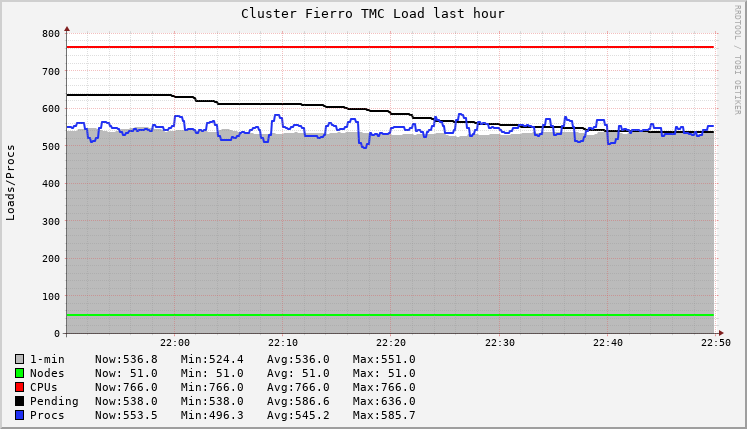 Cluster Fierro TMC Load last hour
RRDTOOL / TOBI OETIKER
Loads/Procs
800
700
600
500
400
300
200
100
0
22:00 22:10 22:20 22:30 22:40 22:50
1-min Now:536.8 Min:524.4 Avg:536.0 Max:551.0
Nodes Now: 51.0 Min: 51.0 Avg: 51.0 Max: 51.0
CPUs Now:766.0 Min:766.0 Avg:766.0 Max:766.0
Pending Now:538.0 Min:538.0 Avg:586.6 Max:636.0
Procs Now:553.5 Min:496.3 Avg:545.2 Max:585.7